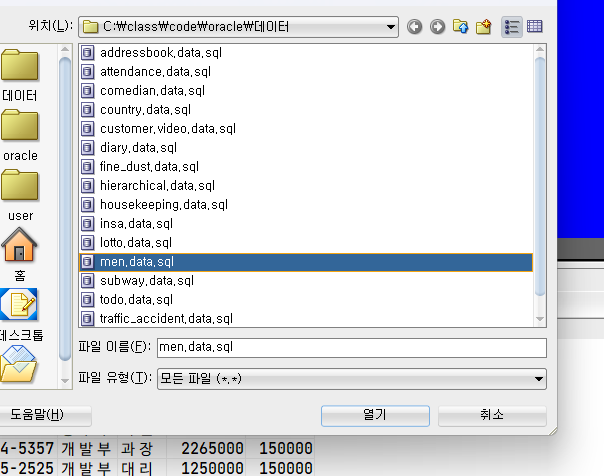 위치(L):
C:₩class₩code₩oracle₩데이터
데이터
oracle
user
홈
데스크톱
addressbook,data,sql
attendance,data,sql
comedian,data,sql
country,data,sql
customer,video,data,sql
diary,data,sql
fine_dust,data,sql
hierarchical,data,sql
housekeeping,data,sql
insa,data,sql
lotto,data,sql
men,data,sql
subway,data,sql
todo,data,sql
traffic_accident,data,sql
파일 이름(F): men,data,sql
파일 유형(T): 모든 파일 (*,*)
도움말(H) 열기 취소
4-5357 개발부 과장 2265000 150000
5-2525 개발부 대리 1250000 150000